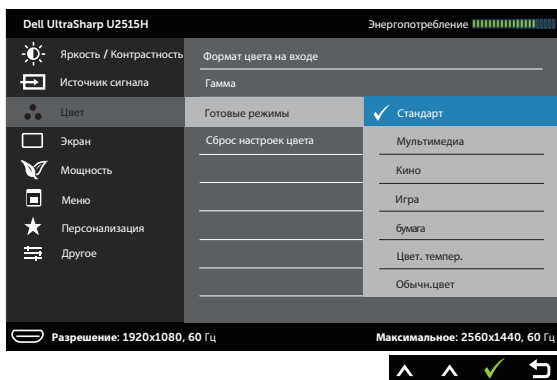 Dell UltraSharp U2515H
Энергопотребление
Яркость / Контрастность
Формат цвета на входе
Источник сигнала
Гамма
Цвет
Готовые режимы
Стандарт
Экран
Сброс настроек цвета
Мультимедиа
Мощность
Кино
Меню
Игра
Персонализация
бумага
Другое
Цвет. темпер.
Обычн.цвет
Разрешение: 1920x1080, 60 Гц
Максимальное: 2560x1440, 60 Гц